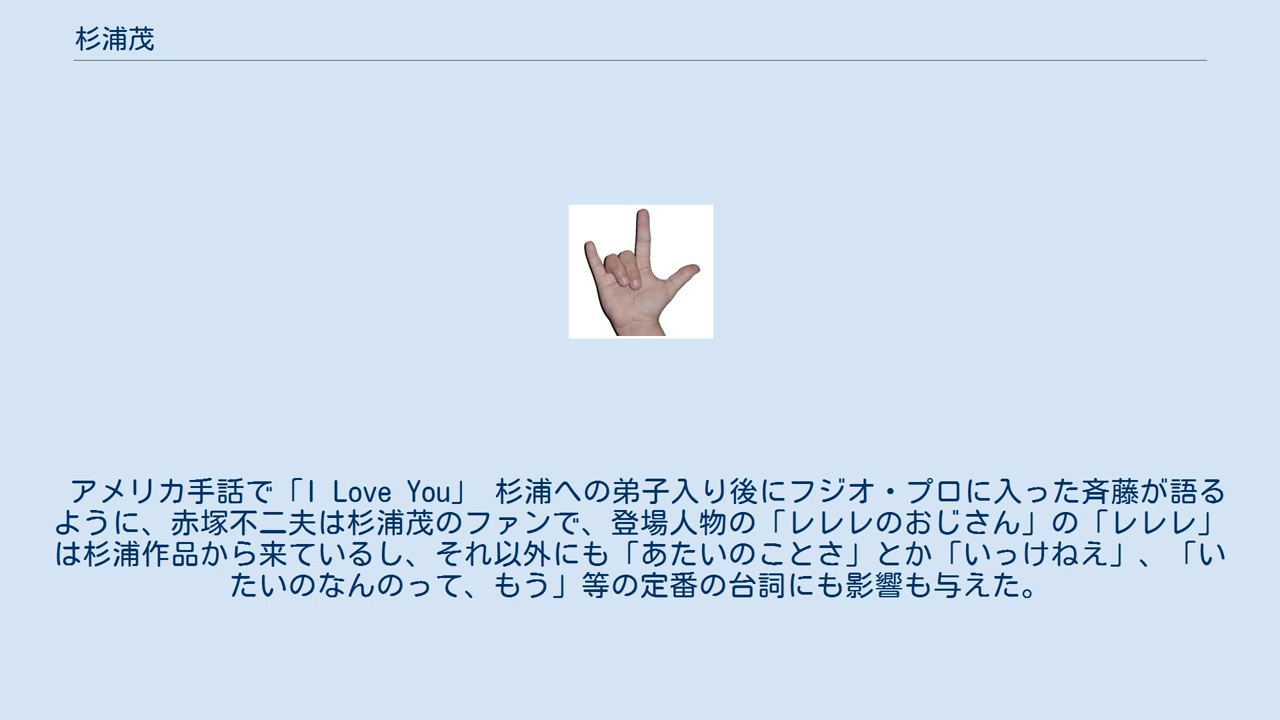 杉浦茂
アメリカ手話で「I Love You」 杉浦への弟子入り後にフジオ・プロに入った斉藤が語る
ように、赤塚不二夫は杉浦茂のファンで、登場人物の「レレレのおじさん」の「レレレ」
は杉浦作品から来ているし、それ以外にも「あたいのことさ」とか「いっけねえ」、「い
たいのなんのって、もう」等の定番の台詞にも影響も与えた。